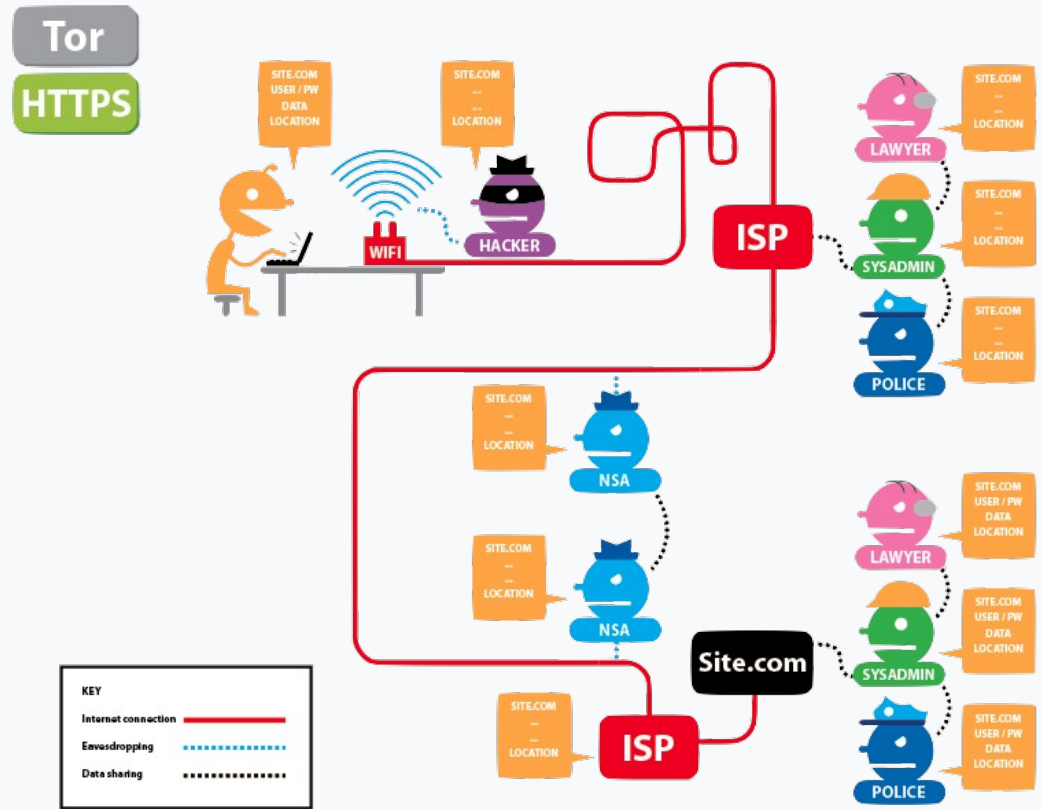 Tor
HTTPS
SITE.COM
USER / PW
DATA
LOCATION
SITE.COM
...
...
LOCATION
WIFI
HACKER
ISP
LAWYER
SITE.COM
...
...
LOCATION
SYSADMIN
SITE.COM
...
...
LOCATION
POLICE
SITE.COM
...
...
LOCATION
SITE.COM
...
...
LOCATION
NSA
SITE.COM
...
...
LOCATION
NSA
LAWYER
SITE.COM
USER / PW
DATA
LOCATION
SYSADMIN
SITE.COM
USER / PW
DATA
LOCATION
POLICE
SITE.COM
USER / PW
DATA
LOCATION
Site.com
SITE.COM
...
...
LOCATION
ISP
KEY
Internet connection
Eavesdropping
Data sharing